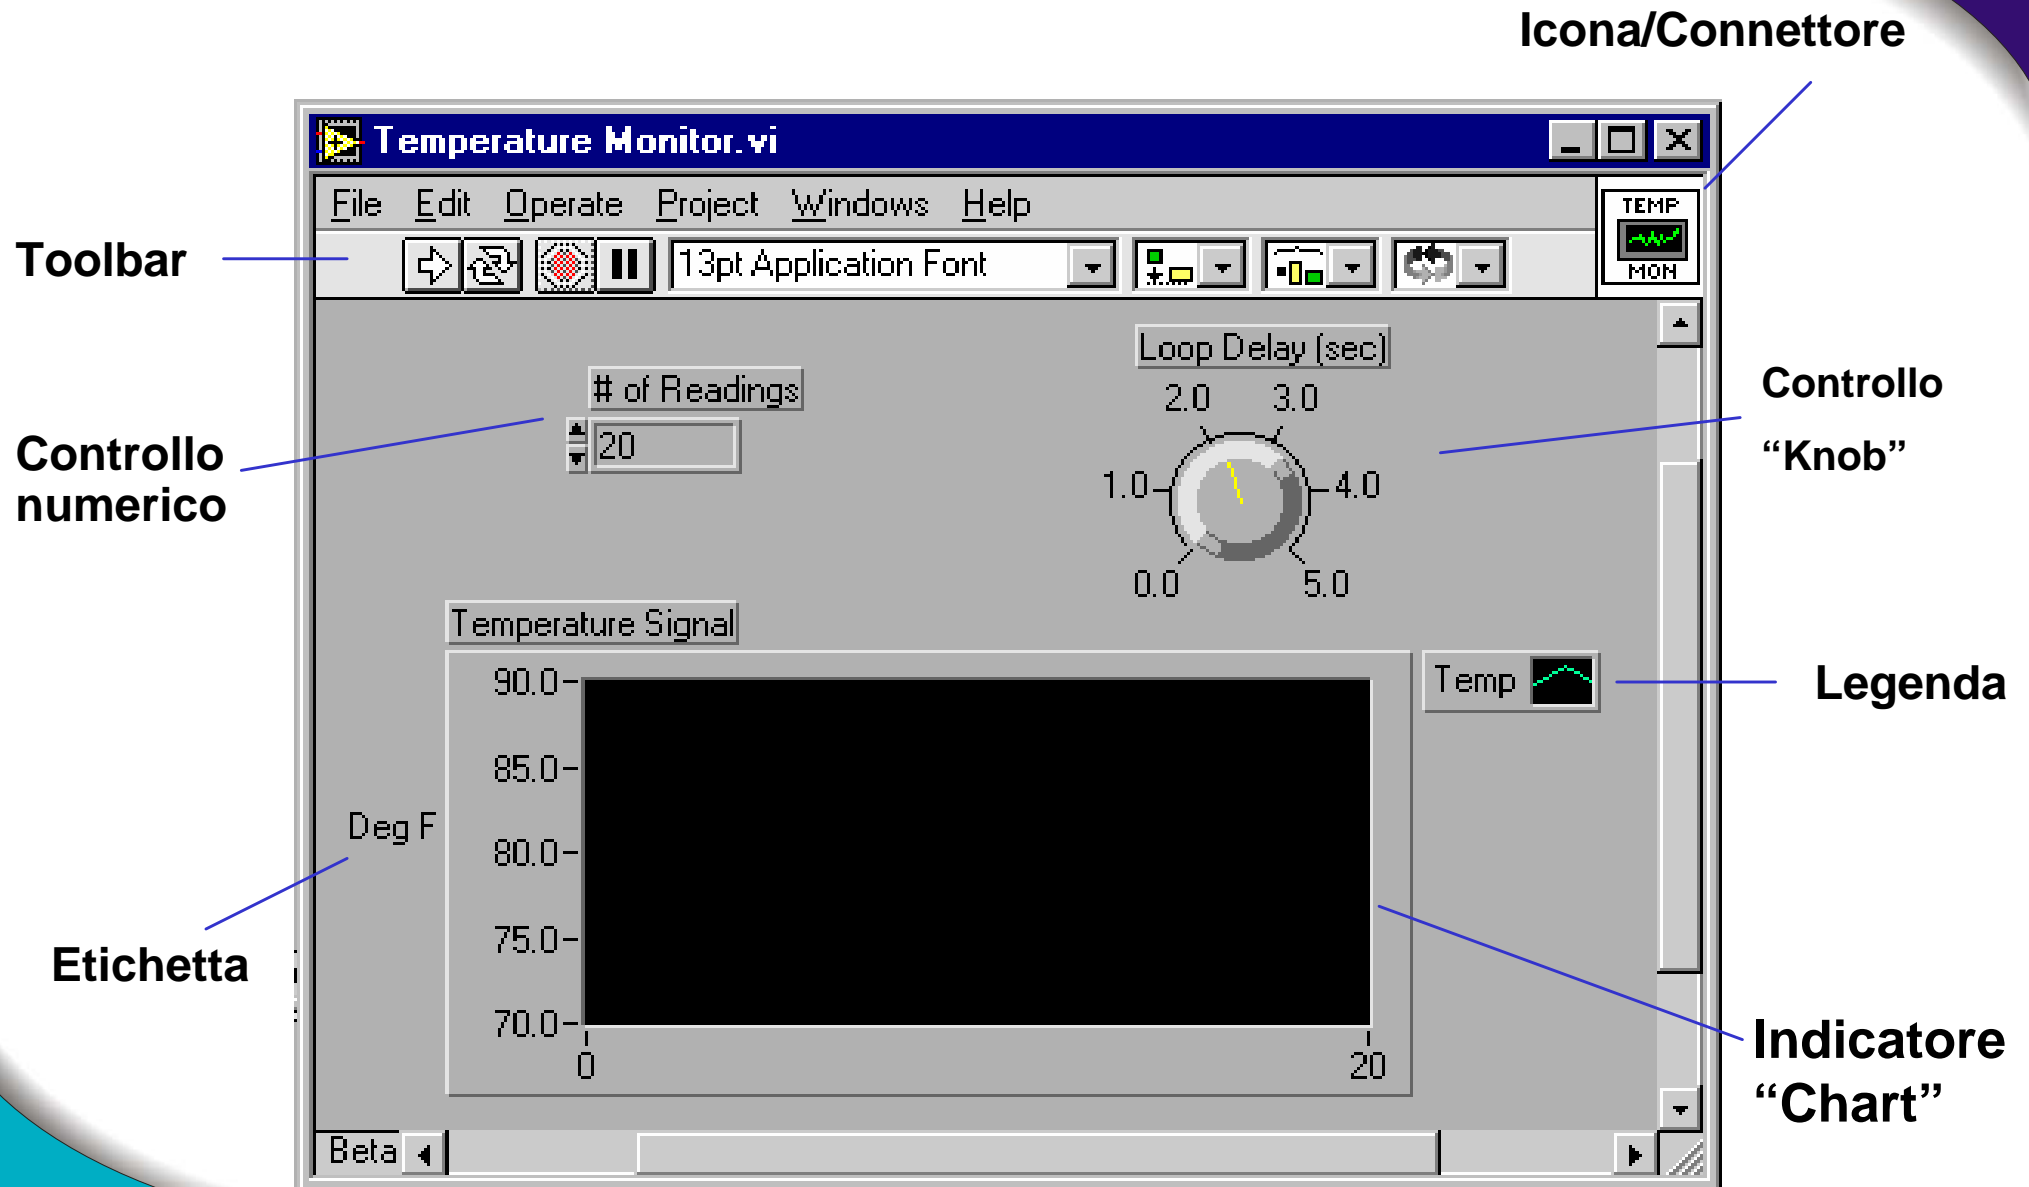 Icona/Connettore
Temperature Monitor.vi
File Edit Operate Project Windows Help
TEMP
MON
Toolbar
13pt Application Font
Loop Delay (sec)
# of Readings
2.0 3.0
Controllo
“Knob”
Controllo
numerico
20
1.0 4.0
0.0 5.0
Temperature Signal
90.0
Temp
Legenda
85.0
Deg F
80.0
75.0
Etichetta
70.0
0 20
Indicatore
“Chart”
Beta